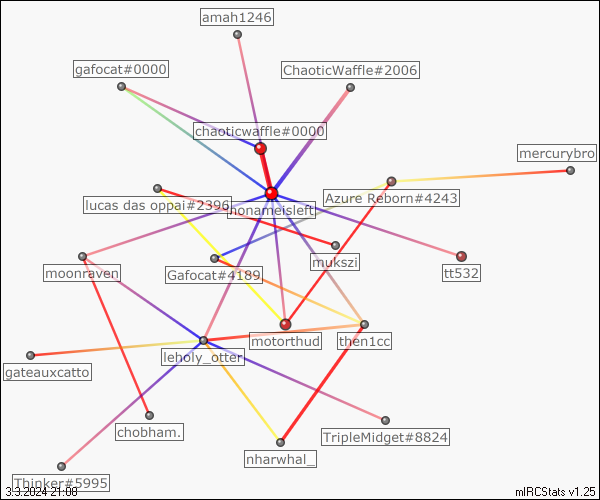 amah1246
gafocat#0000
ChaoticWaffle#2006
chaoticwaffle#0000
mercurybro
lucas das oppai#2396
nonameisleft
Azure Reborn#4243
mukszi
moonraven
Gafocat#4189
tt532
motorthud
then1cc
leholy_otter
gateauxcatto
chobham.
TripleMidget#8824
nharwhal_
Thinker#5995
3.3.2024 21:08
mIRCStats v1.25